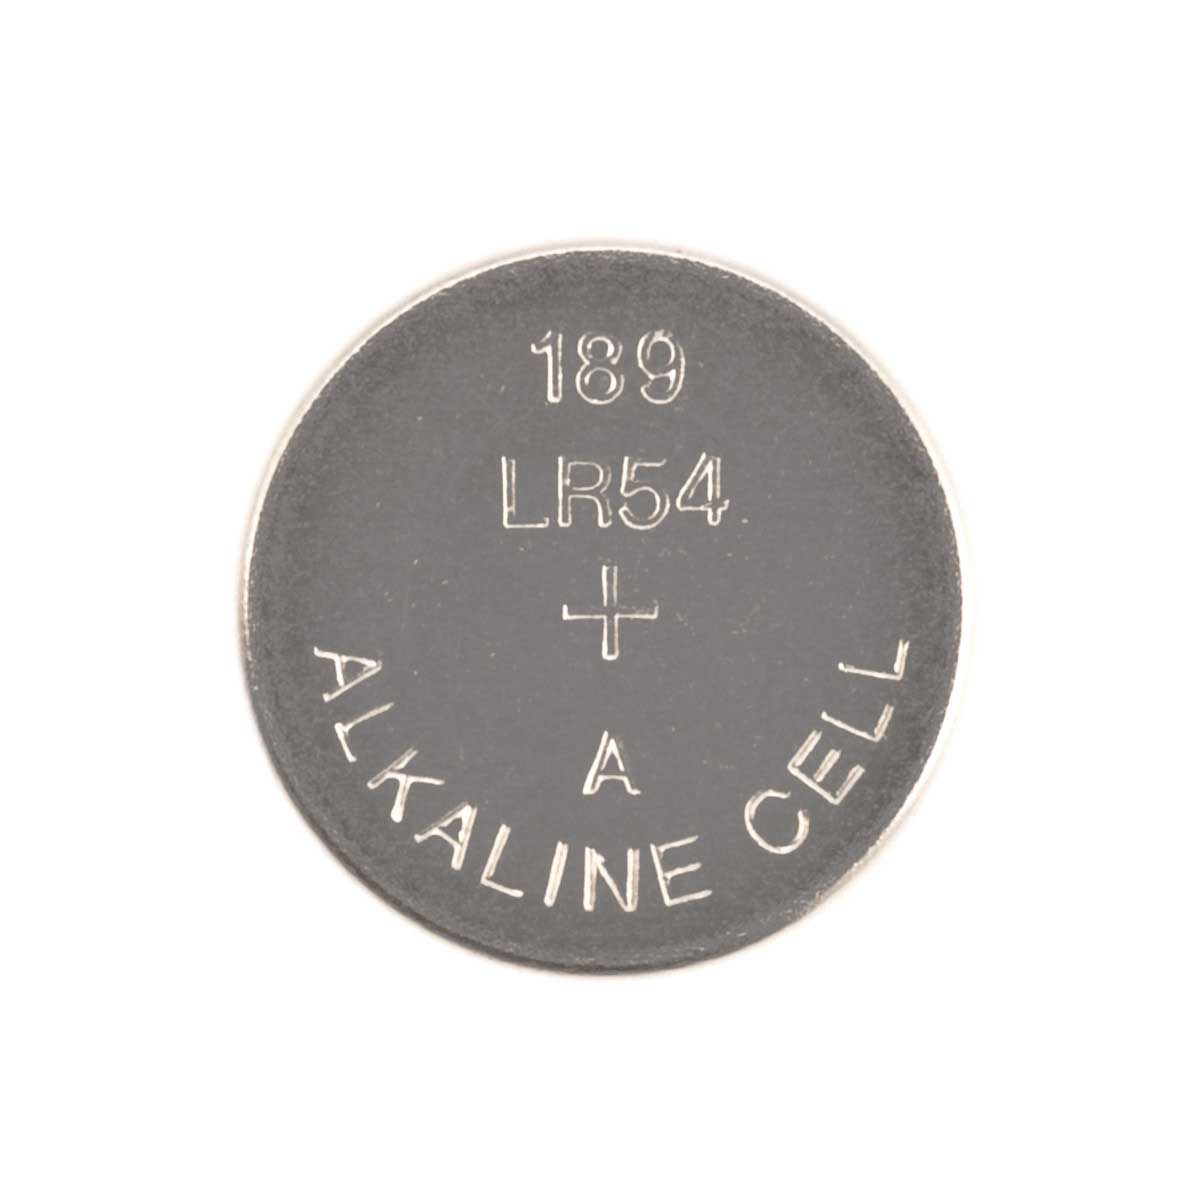 189
LR54
+
A
ALKALINE CELL